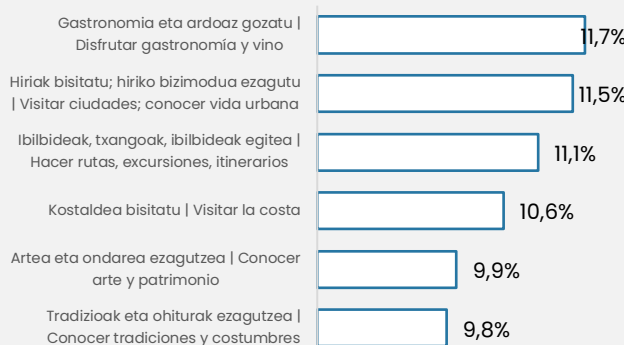 Gastronomia eta ardoaz gozatu |
Disfrutar gastronomía y vino
11,7%
Hiriak bisitatu; hiriko bizimodua ezagutu
| Visitar ciudades; conocer vida urbana
11,5%
Ibilbideak, txangoak, ibilbideak egitea |
Hacer rutas, excursiones, itinerarios
11,1%
Kostaldea bisitatu | Visitar la costa
10,6%
Artea eta ondarea ezagutzea | Conocer
arte y patrimonio
9,9%
Tradizioak eta ohiturak ezagutzea |
Conocer tradiciones y costumbres
9,8%